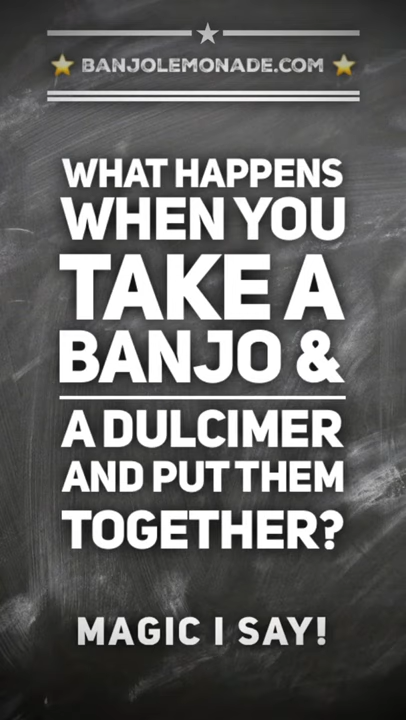 BANJOLEMONADE.COM
WHAT HAPPENS
WHEN YOU
TAKE A
BANJO &
A DULCIMER
AND PUT THEM
TOGETHER?
MAGIC I SAY!